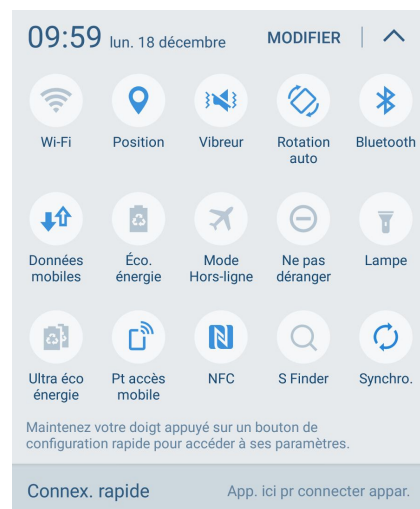 09:59 lun. 18 décembre MODIFIER
Wi-Fi Position Vibreur Rotation auto Bluetooth
Données mobiles Éco. énergie Mode Hors-ligne Ne pas déranger Lampe
Ultra éco énergie Pt accès mobile NFC S Finder Synchro.
Maintenez votre doigt appuyé sur un bouton de
configuration rapide pour accéder à ses paramètres.
Connex. rapide App. ici pr connecter appar.